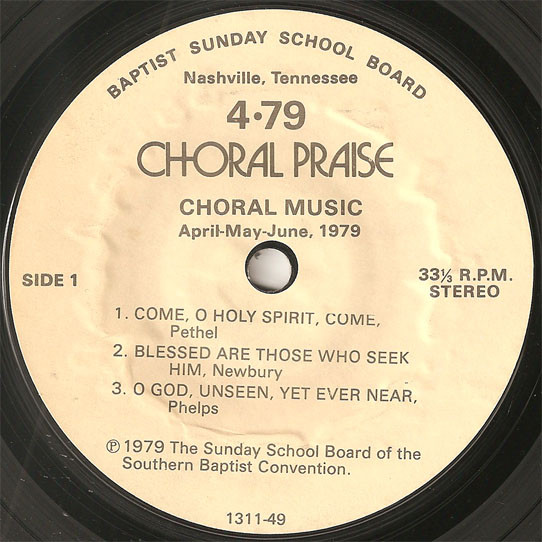 BAPTIST SUNDAY SCHOOL BOARD
Nashville, Tennessee
4•79
CHORAL PRAISE
CHORAL MUSIC
April-May-June, 1979
SIDE 1
33⅓ R.P.M.
STEREO
1. COME, O HOLY SPIRIT, COME,
Pethel
2. BLESSED ARE THOSE WHO SEEK
HIM, Newbury
3. O GOD, UNSEEN, YET EVER NEAR,
Phelps
℗ 1979 The Sunday School Board of the
Southern Baptist Convention.
1311-49